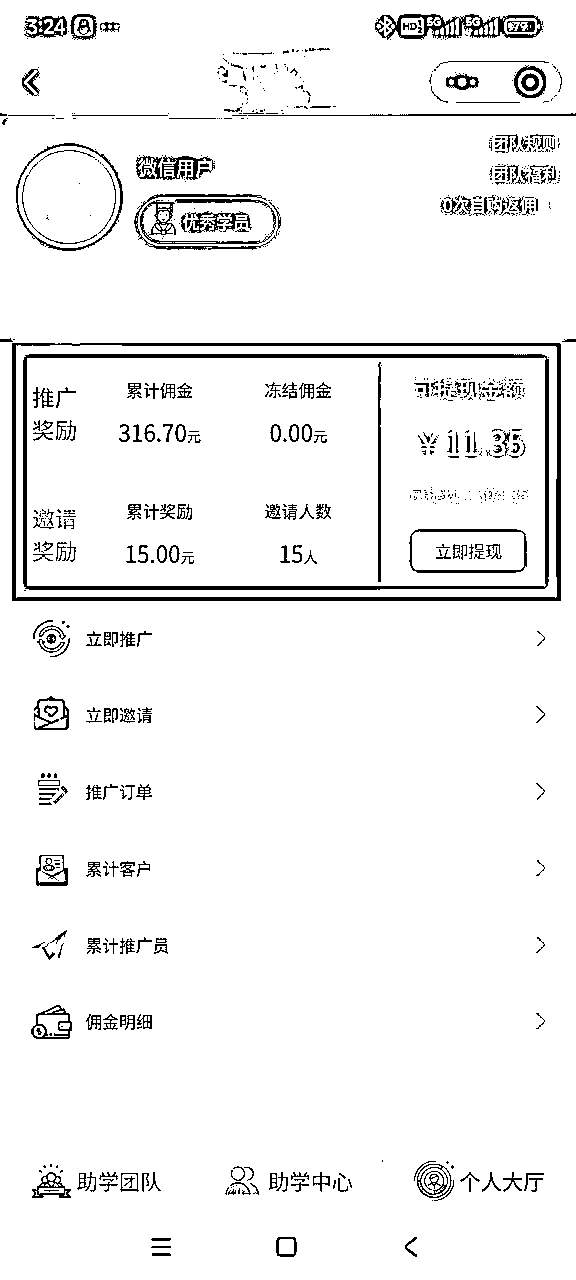 3:24
HD 5G 5G
微信用户
优秀学员
团队规则
团队福利
0次自购返佣
推广奖励
累计佣金
316.70元
冻结佣金
0.00元
邀请奖励
累计奖励
15.00元
邀请人数
15人
可提现金额
¥11.35
立即提现
立即推广
立即邀请
推广订单
累计客户
累计推广员
佣金明细
助学团队
助学中心
个人大厅